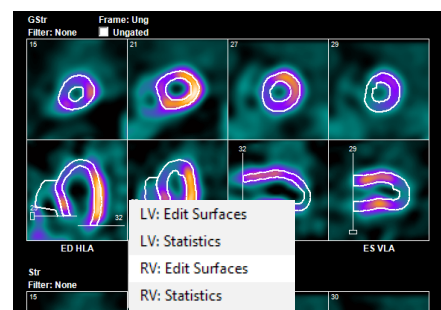 GStr Frame: Ung
Filter: None Ungated
15 21 27 29
32 29
2 32
ED HLA ES VLA
LV: Edit Surfaces
LV: Statistics
RV: Edit Surfaces
RV: Statistics
Str
Filter: None
15 30